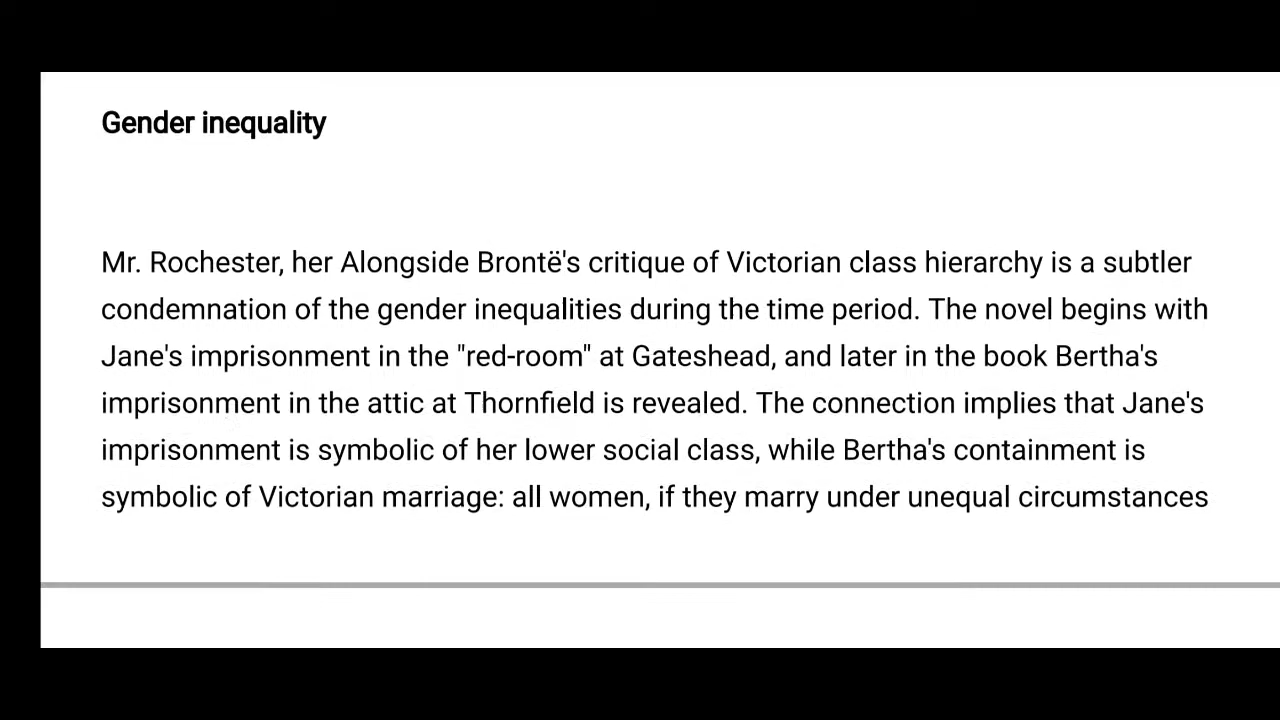 Gender inequality
Mr. Rochester, her Alongside Brontë's critique of Victorian class hierarchy is a subtler
condemnation of the gender inequalities during the time period. The novel begins with
Jane's imprisonment in the "red-room" at Gateshead, and later in the book Bertha's
imprisonment in the attic at Thornfield is revealed. The connection implies that Jane's
imprisonment is symbolic of her lower social class, while Bertha's containment is
symbolic of Victorian marriage: all women, if they marry under unequal circumstances